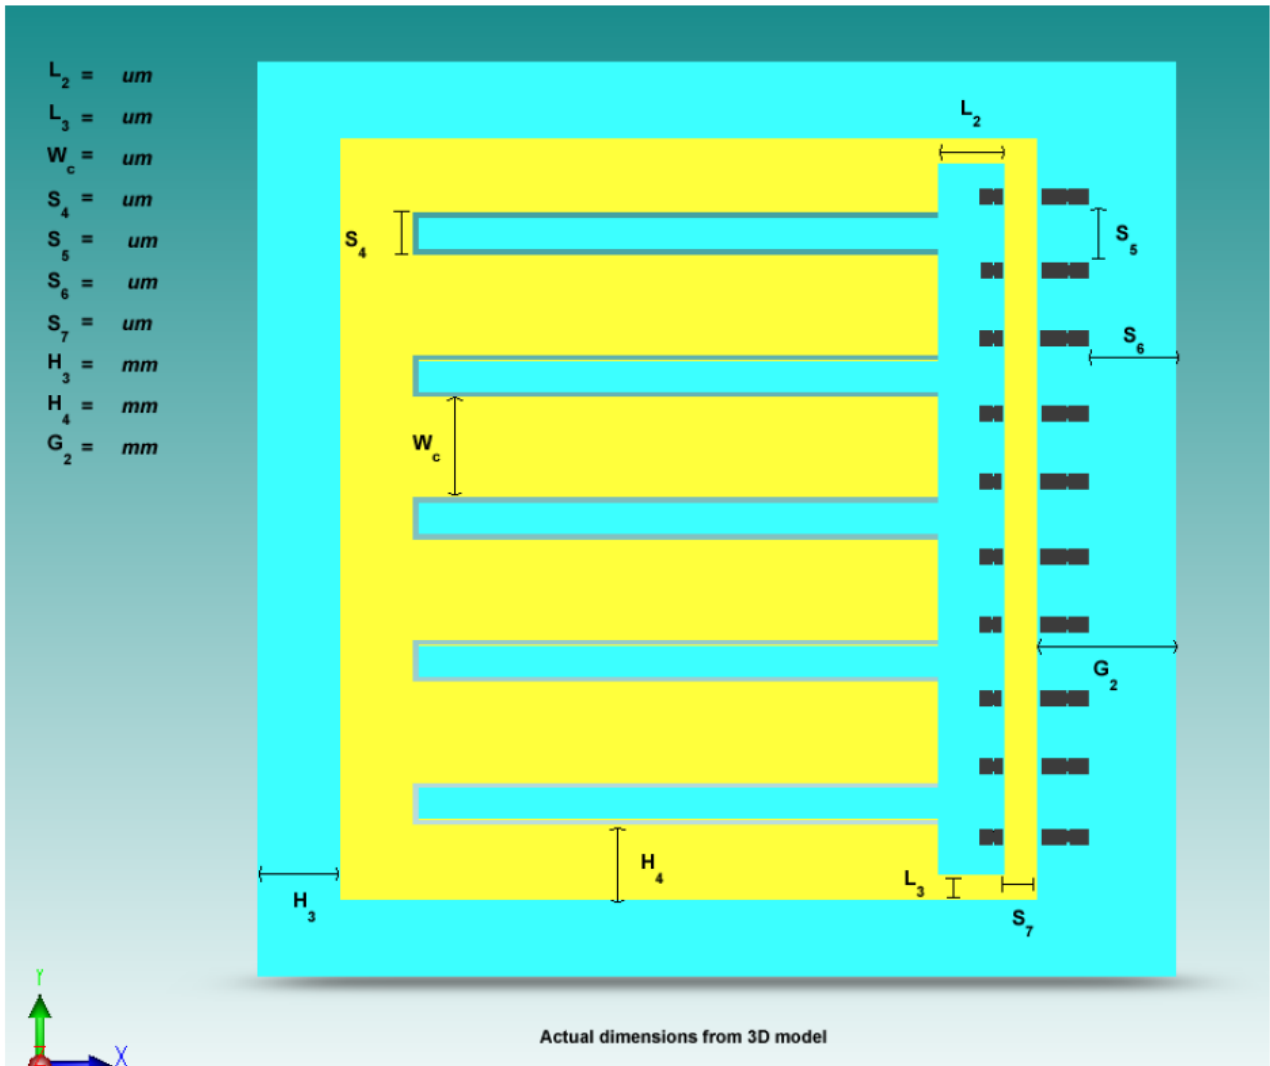 L2 = um
L3 = um
Wc = um
S4 = um
S5 = um
S6 = um
S7 = um
H3 = mm
H4 = mm
G2 = mm
L2
S4
S5
S6
Wc
G2
H4
L3
H3
S7
Y
X
Actual dimensions from 3D model